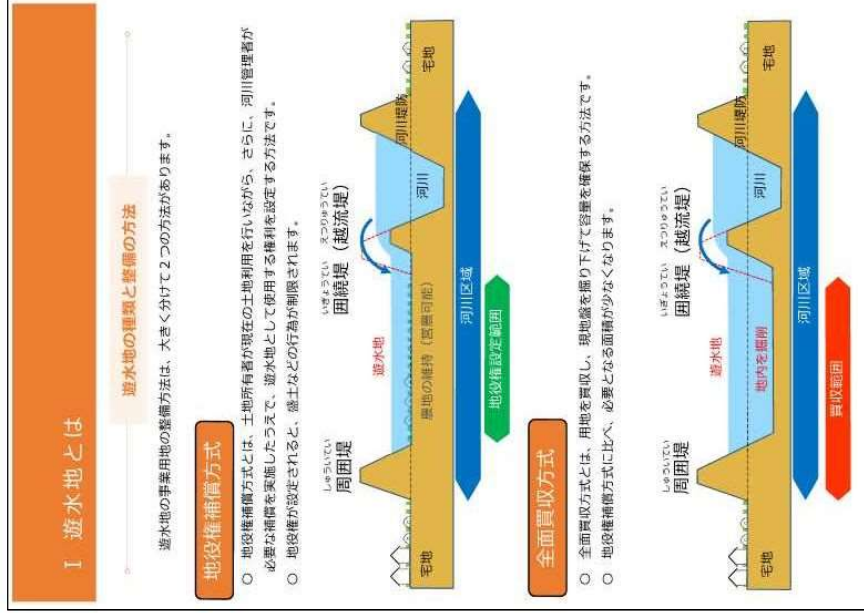 Ⅰ 遊水地とは
遊水地の種類と整備の方法
遊水地の事業用地の整備方法は、大きく分けて２つの方法があります。
地役権補償方式
○ 地役権補償方式とは、土地所有者が現在の土地利用を行いながら、さらに、河川管理者が
必要な補償を実施したうえで、遊水地として使用する権利を設定する方法です。
○ 地役権が設定されると、盛土などの行為が制限されます。
しゅういてい
周囲堤
遊水地
いぎょうてい えつりゅうてい
囲繞堤（越流堤）
宅地
農地の維持（営農可能）
河川
河川堤防
宅地
河川区域
地役権設定範囲
全面買収方式
○ 全面買収方式とは、用地を買収し、現地盤を掘り下げて容量を確保する方法です。
○ 地役権補償方式に比べ、必要となる面積が少なくなります。
しゅういてい
周囲堤
遊水地
いぎょうてい えつりゅうてい
囲繞堤（越流堤）
宅地
地内を掘削
河川
河川堤防
宅地
河川区域
買収範囲